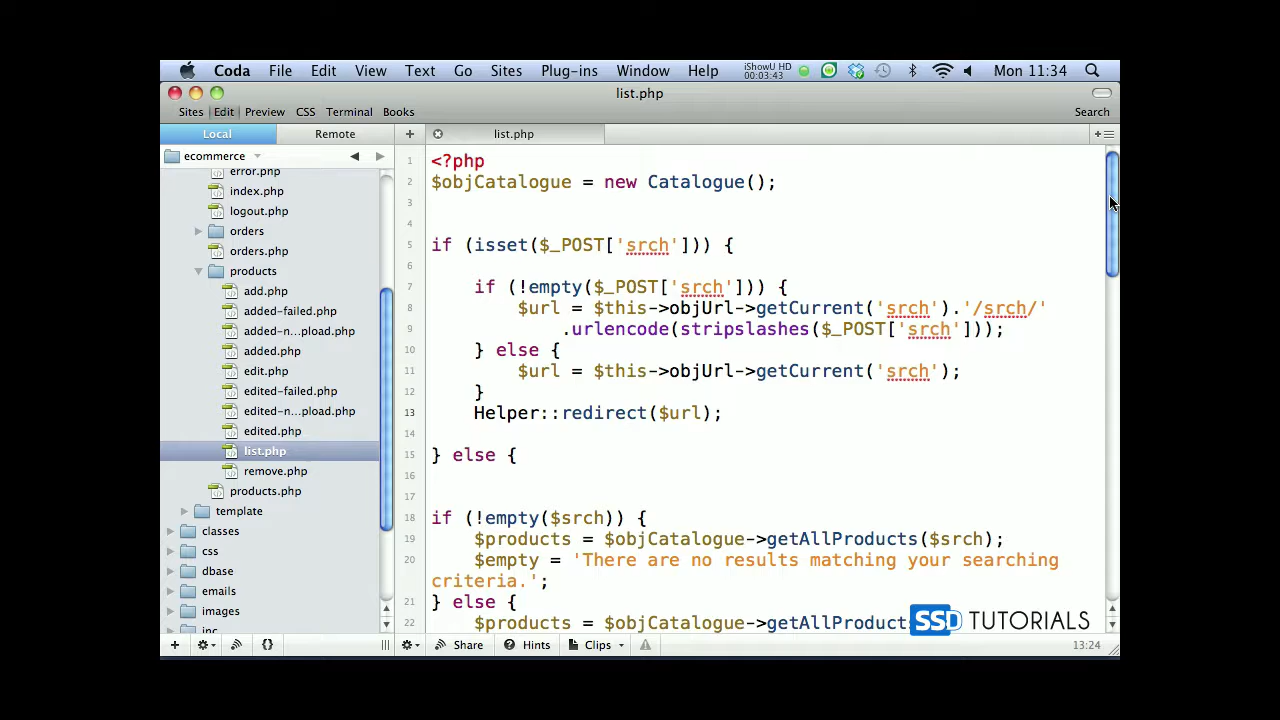 Coda File Edit View Text Go Sites Plug-ins Window Help iShowU HD 00:03:43 Mon 11:34
list.php
Sites Edit Preview CSS Terminal Books Search
Local Remote + list.php
ecommerce
error.php
index.php
logout.php
orders
orders.php
products
add.php
added-failed.php
added-n...pload.php
added.php
edit.php
edited-failed.php
edited-n...pload.php
edited.php
list.php
remove.php
products.php
template
classes
css
dbase
emails
images
inc
1 <?php
2 $objCatalogue = new Catalogue();
3
4
5 if (isset($_POST['srch'])) {
6
7 if (!empty($_POST['srch'])) {
8 $url = $this->objUrl->getCurrent('srch').'/srch/'
9 .urlencode(stripslashes($_POST['srch']));
10 } else {
11 $url = $this->objUrl->getCurrent('srch');
12 }
13 Helper::redirect($url);
14
15 } else {
16
17
18 if (!empty($srch)) {
19 $products = $objCatalogue->getAllProducts($srch);
20 $empty = 'There are no results matching your searching
criteria.';
21 } else {
22 $products = $objCatalogue->getAllProducts
SSD TUTORIALS
Share Hints Clips 13:24